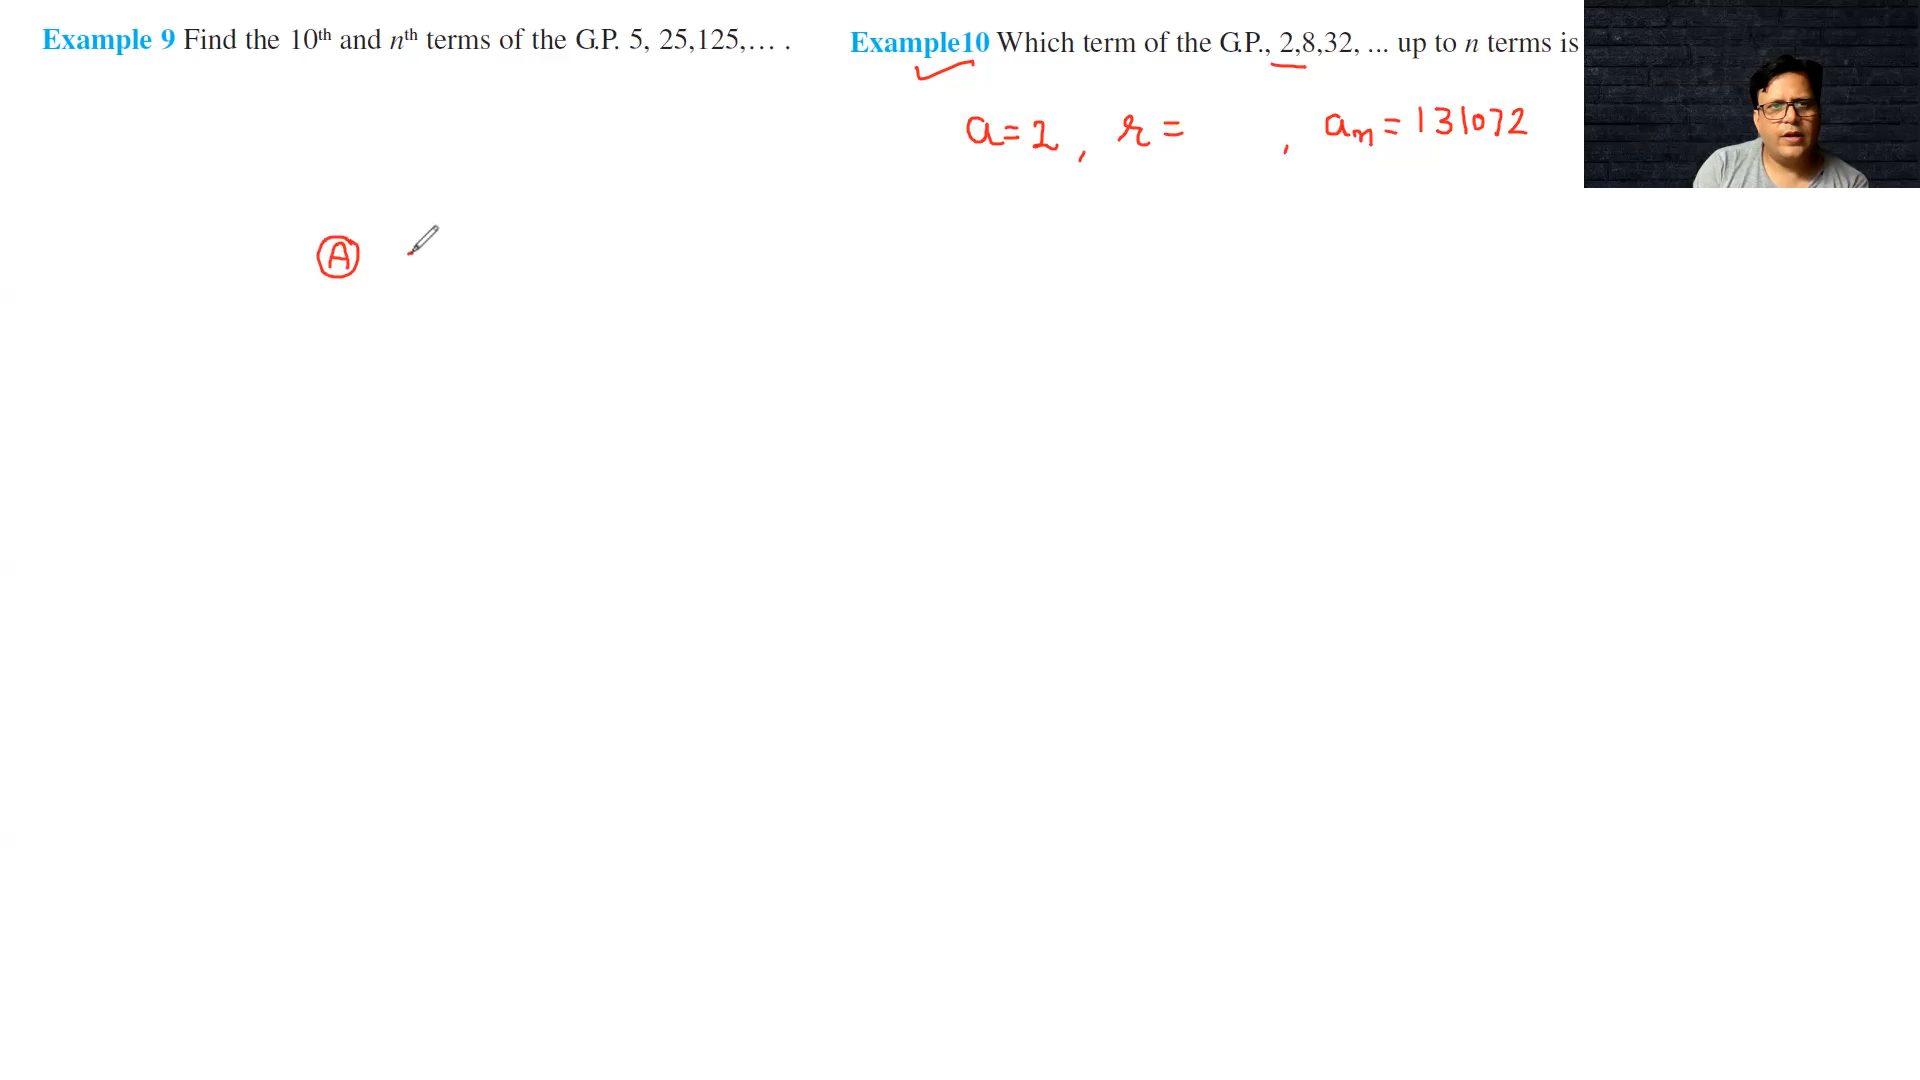 Example 9 Find the 10th and nth terms of the G.P. 5, 25,125,… .
Example10 Which term of the G.P., 2,8,32, ... up to n terms is
a = 2 , r = , an = 131072
A